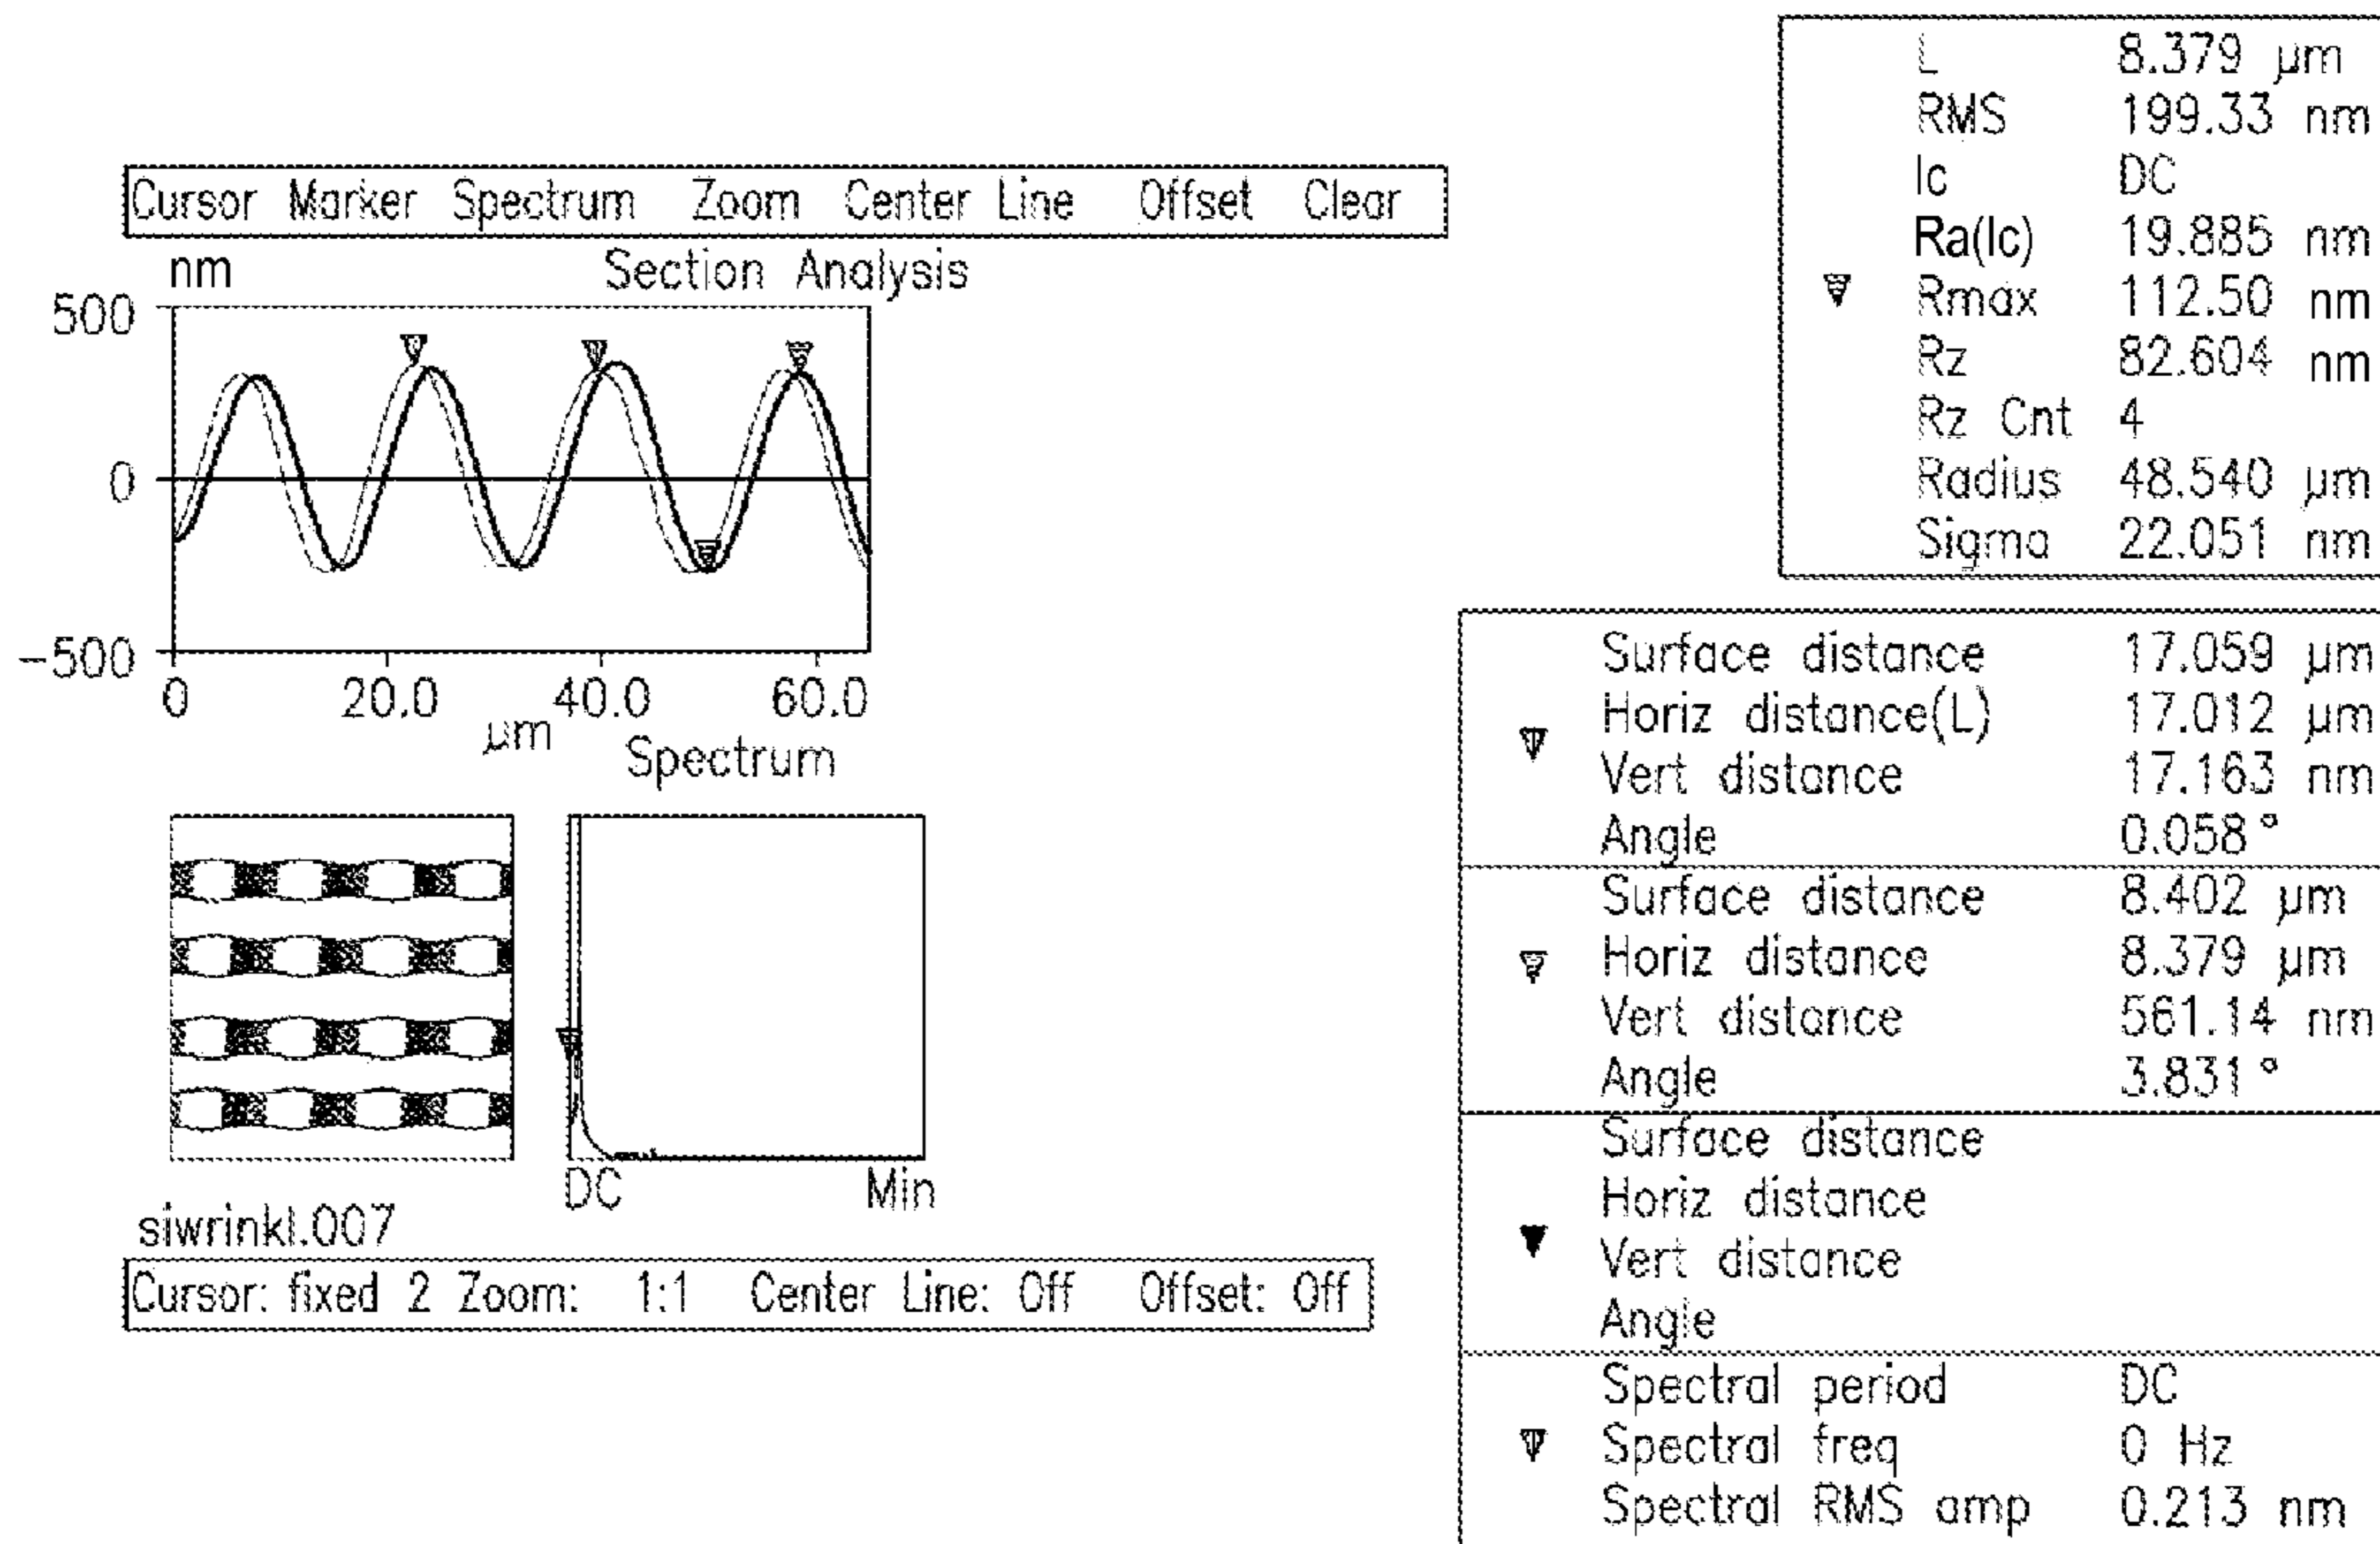 Cursor Marker Spectrum Zoom Center Line Offset Clear
nm Section Analysis
500
0
-500
0 20.0 40.0 60.0
µm
Spectrum
DC Min
siwrinkl.007
Cursor: fixed 2 Zoom: 1:1 Center Line: Off Offset: Off
L 8.379 µm
RMS 199.33 nm
lc DC
Ra(lc) 19.885 nm
Rmax 112.50 nm
Rz 82.604 nm
Rz Cnt 4
Radius 48.540 µm
Sigma 22.051 nm
Surface distance 17.059 µm
Horiz distance(L) 17.012 µm
Vert distance 17.163 nm
Angle 0.058°
Surface distance 8.402 µm
Horiz distance 8.379 µm
Vert distance 561.14 nm
Angle 3.831°
Surface distance
Horiz distance
Vert distance
Angle
Spectral period DC
Spectral freq 0 Hz
Spectral RMS amp 0.213 nm